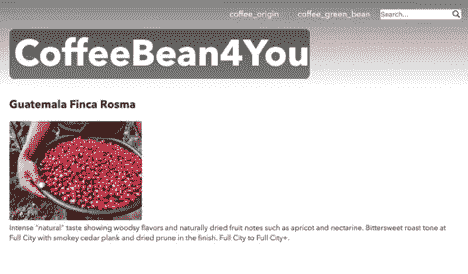 coffee_origin coffee_green_bean Search...
CoffeeBean4You
Guatemala Finca Rosma
Intense "natural" taste showing woodsy flavors and naturally dried fruit notes such as apricot and nectarine. Bittersweet roast tone at
Full City with smokey cedar plank and dried prune in the finish. Full City to Full City+.